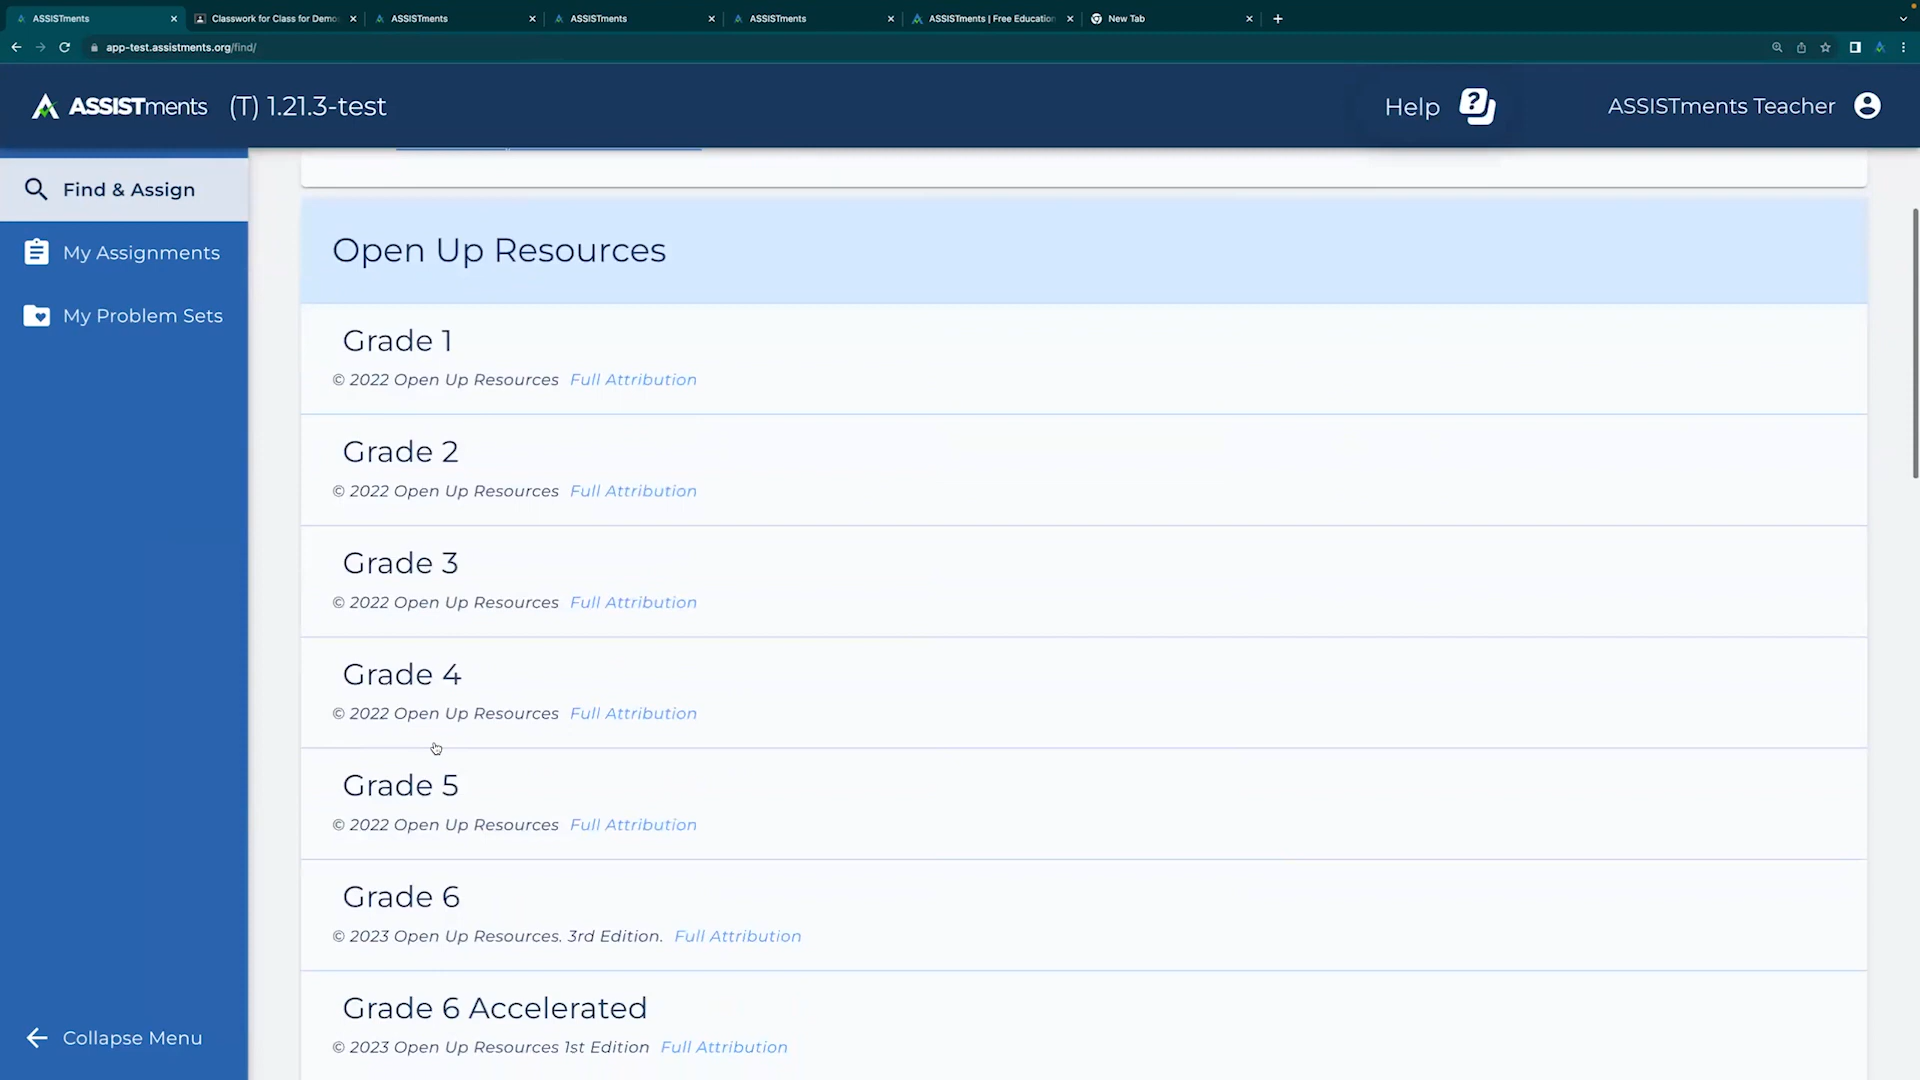 ASSISTments
Classwork for Class for Demo
ASSISTments
ASSISTments
ASSISTments
ASSISTments | Free Education
New Tab
app-test.assistments.org/find/
ASSISTments (T) 1.21.3-test
Help
ASSISTments Teacher
Find & Assign
My Assignments
My Problem Sets
Collapse Menu
Open Up Resources
Grade 1
© 2022 Open Up Resources Full Attribution
Grade 2
© 2022 Open Up Resources Full Attribution
Grade 3
© 2022 Open Up Resources Full Attribution
Grade 4
© 2022 Open Up Resources Full Attribution
Grade 5
© 2022 Open Up Resources Full Attribution
Grade 6
© 2023 Open Up Resources. 3rd Edition. Full Attribution
Grade 6 Accelerated
© 2023 Open Up Resources 1st Edition Full Attribution